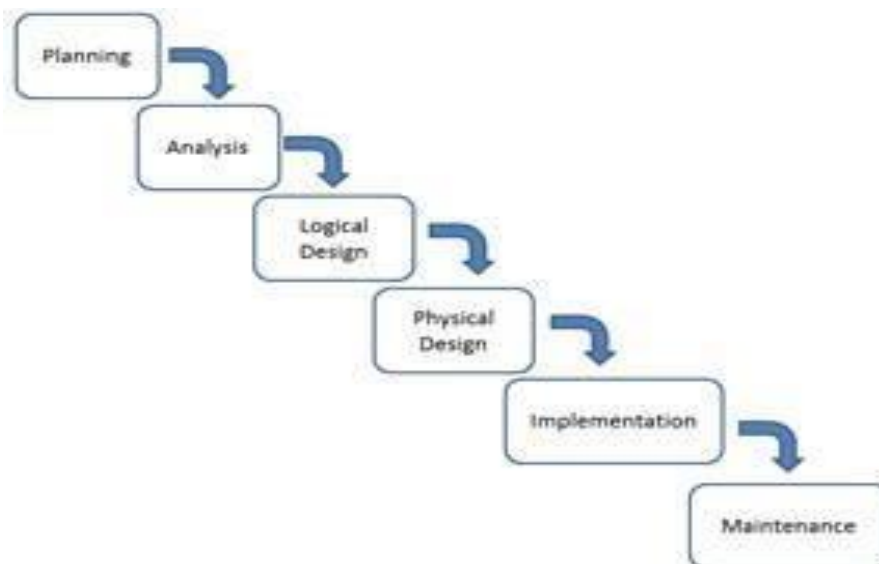 Planning
Analysis
Logical
Design
Physical
Design
Implementation
Maintenance